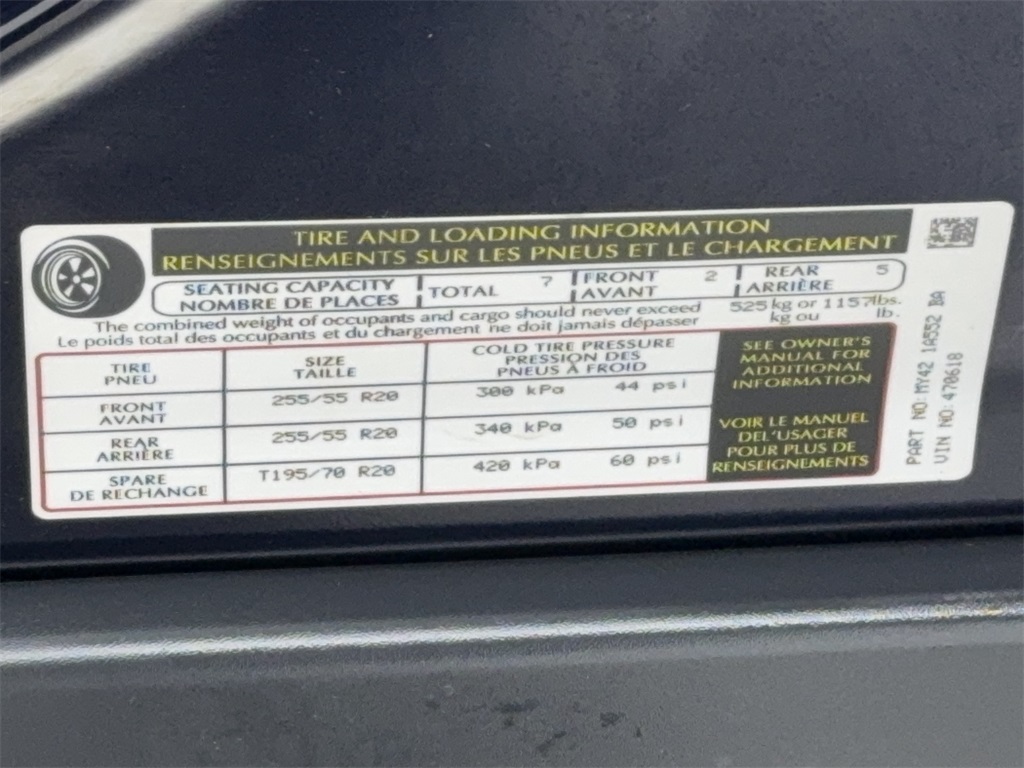 TIRE AND LOADING INFORMATION
RENSEIGNEMENTS SUR LES PNEUS ET LE CHARGEMENT
SEATING CAPACITY
NOMBRE DE PLACES
TOTAL 7
FRONT
AVANT 2
REAR
ARRIÈRE 5
The combined weight of occupants and cargo should never exceed 525 kg or 1157lbs.
Le poids total des occupants et du chargement ne doit jamais dépasser kg ou lb.
TIRE
PNEU
SIZE
TAILLE
COLD TIRE PRESSURE
PRESSION DES
PNEUS À FROID
FRONT
AVANT
255/55 R20 300 kPa 44 psi
REAR
ARRIÈRE
255/55 R20 340 kPa 50 psi
SPARE
DE RECHANGE
T195/70 R20 420 kPa 60 psi
SEE OWNER'S
MANUAL FOR
ADDITIONAL
INFORMATION
VOIR LE MANUEL
DEL'USAGER
POUR PLUS DE
RENSEIGNEMENTS
PART NO:MY42 1A552 BA
VIN NO:470618